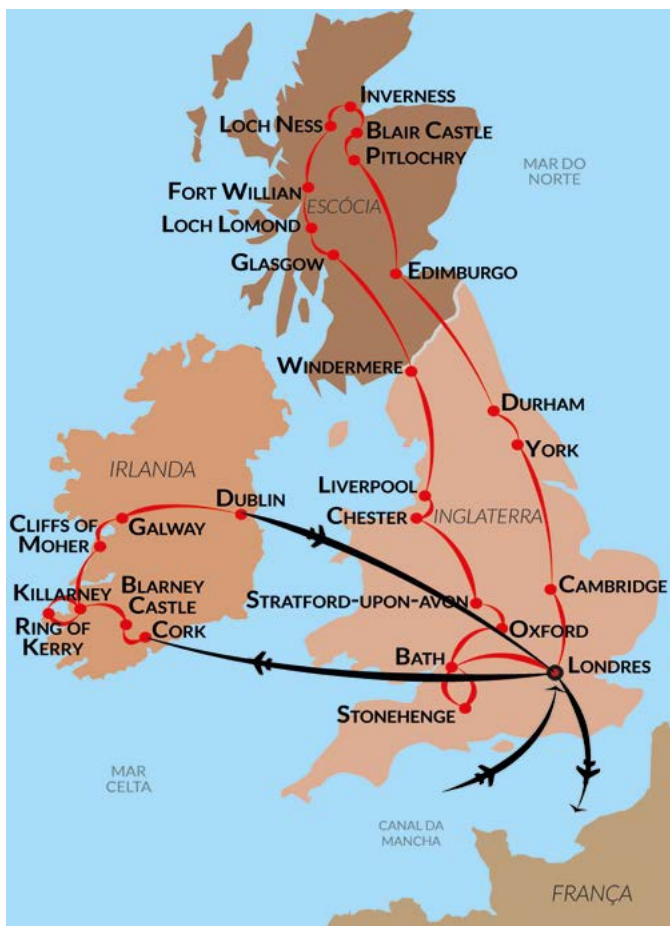 INVERNESS
LOCH NESS
BLAIR CASTLE
PITLOCHRY
MAR DO
NORTE
FORT WILLIAN
ESCÓCIA
LOCH LOMOND
GLASGOW
EDIMBURGO
WINDERMERE
DURHAM
YORK
IRLANDA
LIVERPOOL
DUBLIN
CHESTER
INGLATERRA
GALWAY
CLIFFS OF
MOHER
KILLARNEY
BLARNEY
CASTLE
CAMBRIDGE
STRATFORD-UPON-AVON
RING OF
KERRY
CORK
OXFORD
BATH
LONDRES
STONEHENGE
MAR
CELTA
CANAL DA
MANCHA
FRANÇA